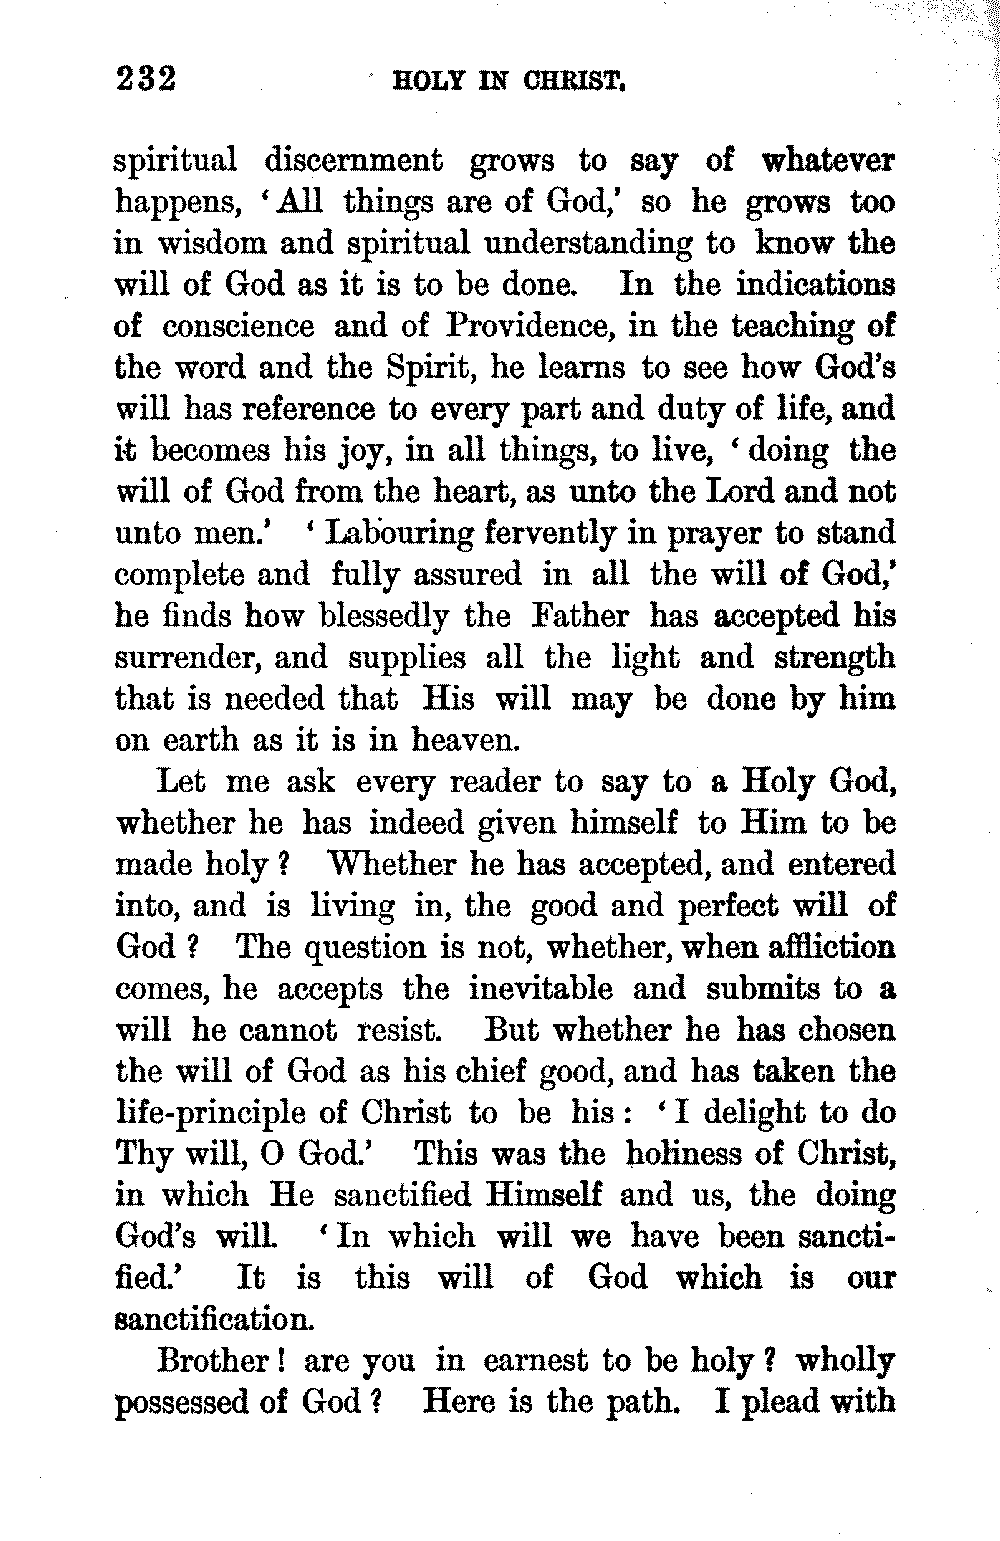 232 HOLY IN CHRIST.
spiritual discernment grows to say of whatever
happens, ‘All things are of God,’ so he grows too
in wisdom and spiritual understanding to know the
will of God as it is to be done. In the indications
of conscience and of Providence, in the teaching of
the word and the Spirit, he learns to see how God’s
will has reference to every part and duty of life, and
it becomes his joy, in all things, to live, ‘doing the
will of God from the heart, as unto the Lord and not
unto men.’ ‘Labouring fervently in prayer to stand
complete and fully assured in all the will of God,’
he finds how blessedly the Father has accepted his
surrender, and supplies all the light and strength
that is needed that His will may be done by him
on earth as it is in heaven.
Let me ask every reader to say to a Holy God,
whether he has indeed given himself to Him to be
made holy? Whether he has accepted, and entered
into, and is living in, the good and perfect will of
God? The question is not, whether, when affliction
comes, he accepts the inevitable and submits to a
will he cannot resist. But whether he has chosen
the will of God as his chief good, and has taken the
life-principle of Christ to be his: ‘I delight to do
Thy will, O God.’ This was the holiness of Christ,
in which He sanctified Himself and us, the doing
God’s will. ‘In which will we have been sancti-
fied.’ It is this will of God which is our
sanctification.
Brother! are you in earnest to be holy? wholly
possessed of God? Here is the path. I plead with